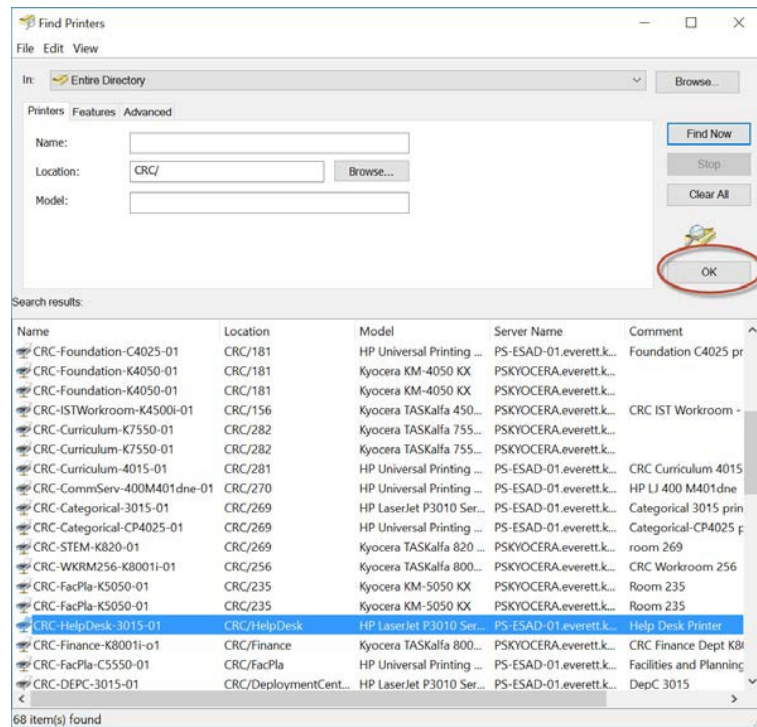 Find Printers
File Edit View
In: Entire Directory Browse...
Printers Features Advanced
Name:
Location: CRC/ Browse...
Model:
Find Now
Stop
Clear All
OK
Search results:
Name Location Model Server Name Comment
CRC-Foundation-C4025-01 CRC/181 HP Universal Printing ... PS-ESAD-01.everett.k... Foundation C4025 pr
CRC-Foundation-K4050-01 CRC/181 Kyocera KM-4050 KX PSKYOCERA.everett.k...
CRC-Foundation-K4050-01 CRC/181 Kyocera KM-4050 KX PSKYOCERA.everett.k...
CRC-ISTWorkroom-K4500i-01 CRC/156 Kyocera TASKalfa 450... PSKYOCERA.everett.k... CRC IST Workroom -
CRC-Curriculum-K7550-01 CRC/282 Kyocera TASKalfa 755... PSKYOCERA.everett.k...
CRC-Curriculum-K7550-01 CRC/282 Kyocera TASKalfa 755... PSKYOCERA.everett.k...
CRC-Curriculum-4015-01 CRC/281 HP Universal Printing ... PS-ESAD-01.everett.k... CRC Curriculum 4015
CRC-CommServ-400M401dne-01 CRC/270 HP Universal Printing ... PS-ESAD-01.everett.k... HP LJ 400 M401dne
CRC-Categorical-3015-01 CRC/269 HP LaserJet P3010 Ser... PS-ESAD-01.everett.k... Categorical 3015 prin
CRC-Categorical-CP4025-01 CRC/269 HP Universal Printing ... PS-ESAD-01.everett.k... Categorical-CP4025 p
CRC-STEM-K820-01 CRC/269 Kyocera TASKalfa 820 ... PSKYOCERA.everett.k... room 269
CRC-WKRM256-K8001i-01 CRC/256 Kyocera TASKalfa 800... PSKYOCERA.everett.k... CRC Workroom 256
CRC-FacPla-K5050-01 CRC/235 Kyocera KM-5050 KX PSKYOCERA.everett.k... Room 235
CRC-FacPla-K5050-01 CRC/235 Kyocera KM-5050 KX PSKYOCERA.everett.k... Room 235
CRC-HelpDesk-3015-01 CRC/HelpDesk HP LaserJet P3010 Ser... PS-ESAD-01.everett.k... Help Desk Printer
CRC-Finance-K8001i-o1 CRC/Finance Kyocera TASKalfa 800... PSKYOCERA.everett.k... CRC Finance Dept K80
CRC-FacPla-C5550-01 CRC/FacPla HP Universal Printing ... PS-ESAD-01.everett.k... Facilities and Planning
CRC-DEPC-3015-01 CRC/DeploymentCent... HP LaserJet P3010 Ser... PS-ESAD-01.everett.k... DepC 3015
68 item(s) found